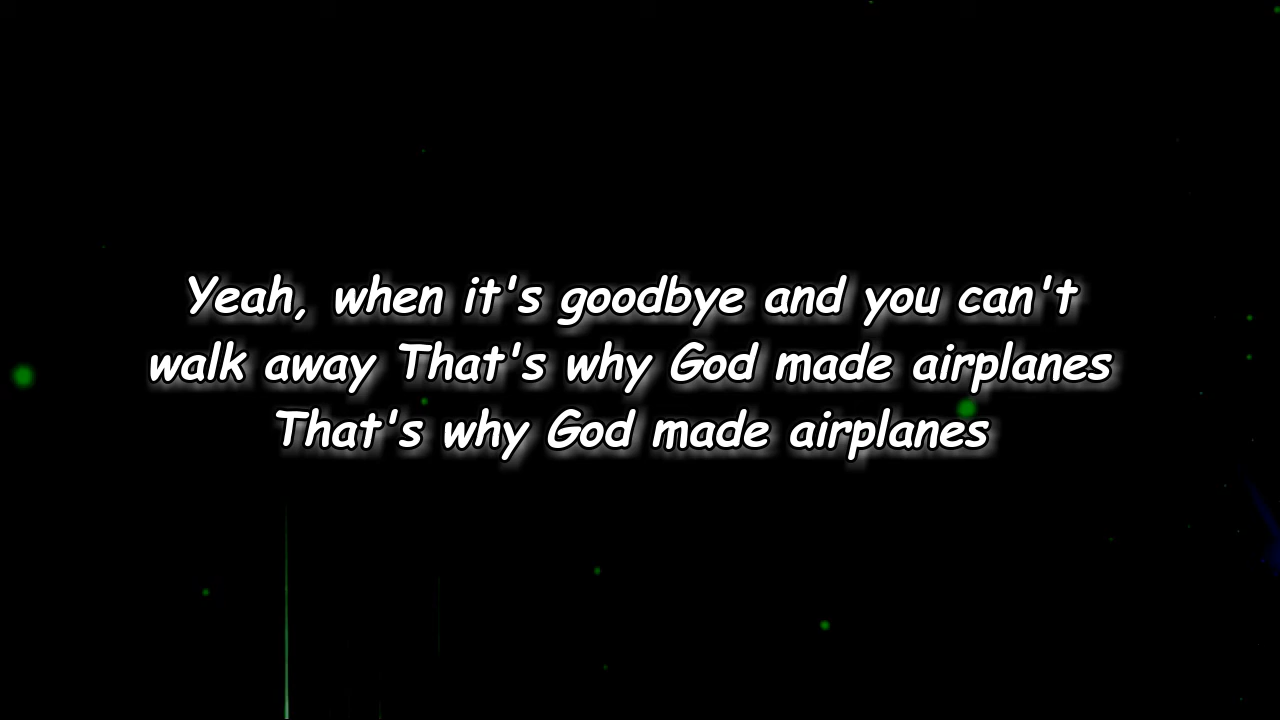 Yeah, when it's goodbye and you can't
walk away That's why God made airplanes
That's why God made airplanes